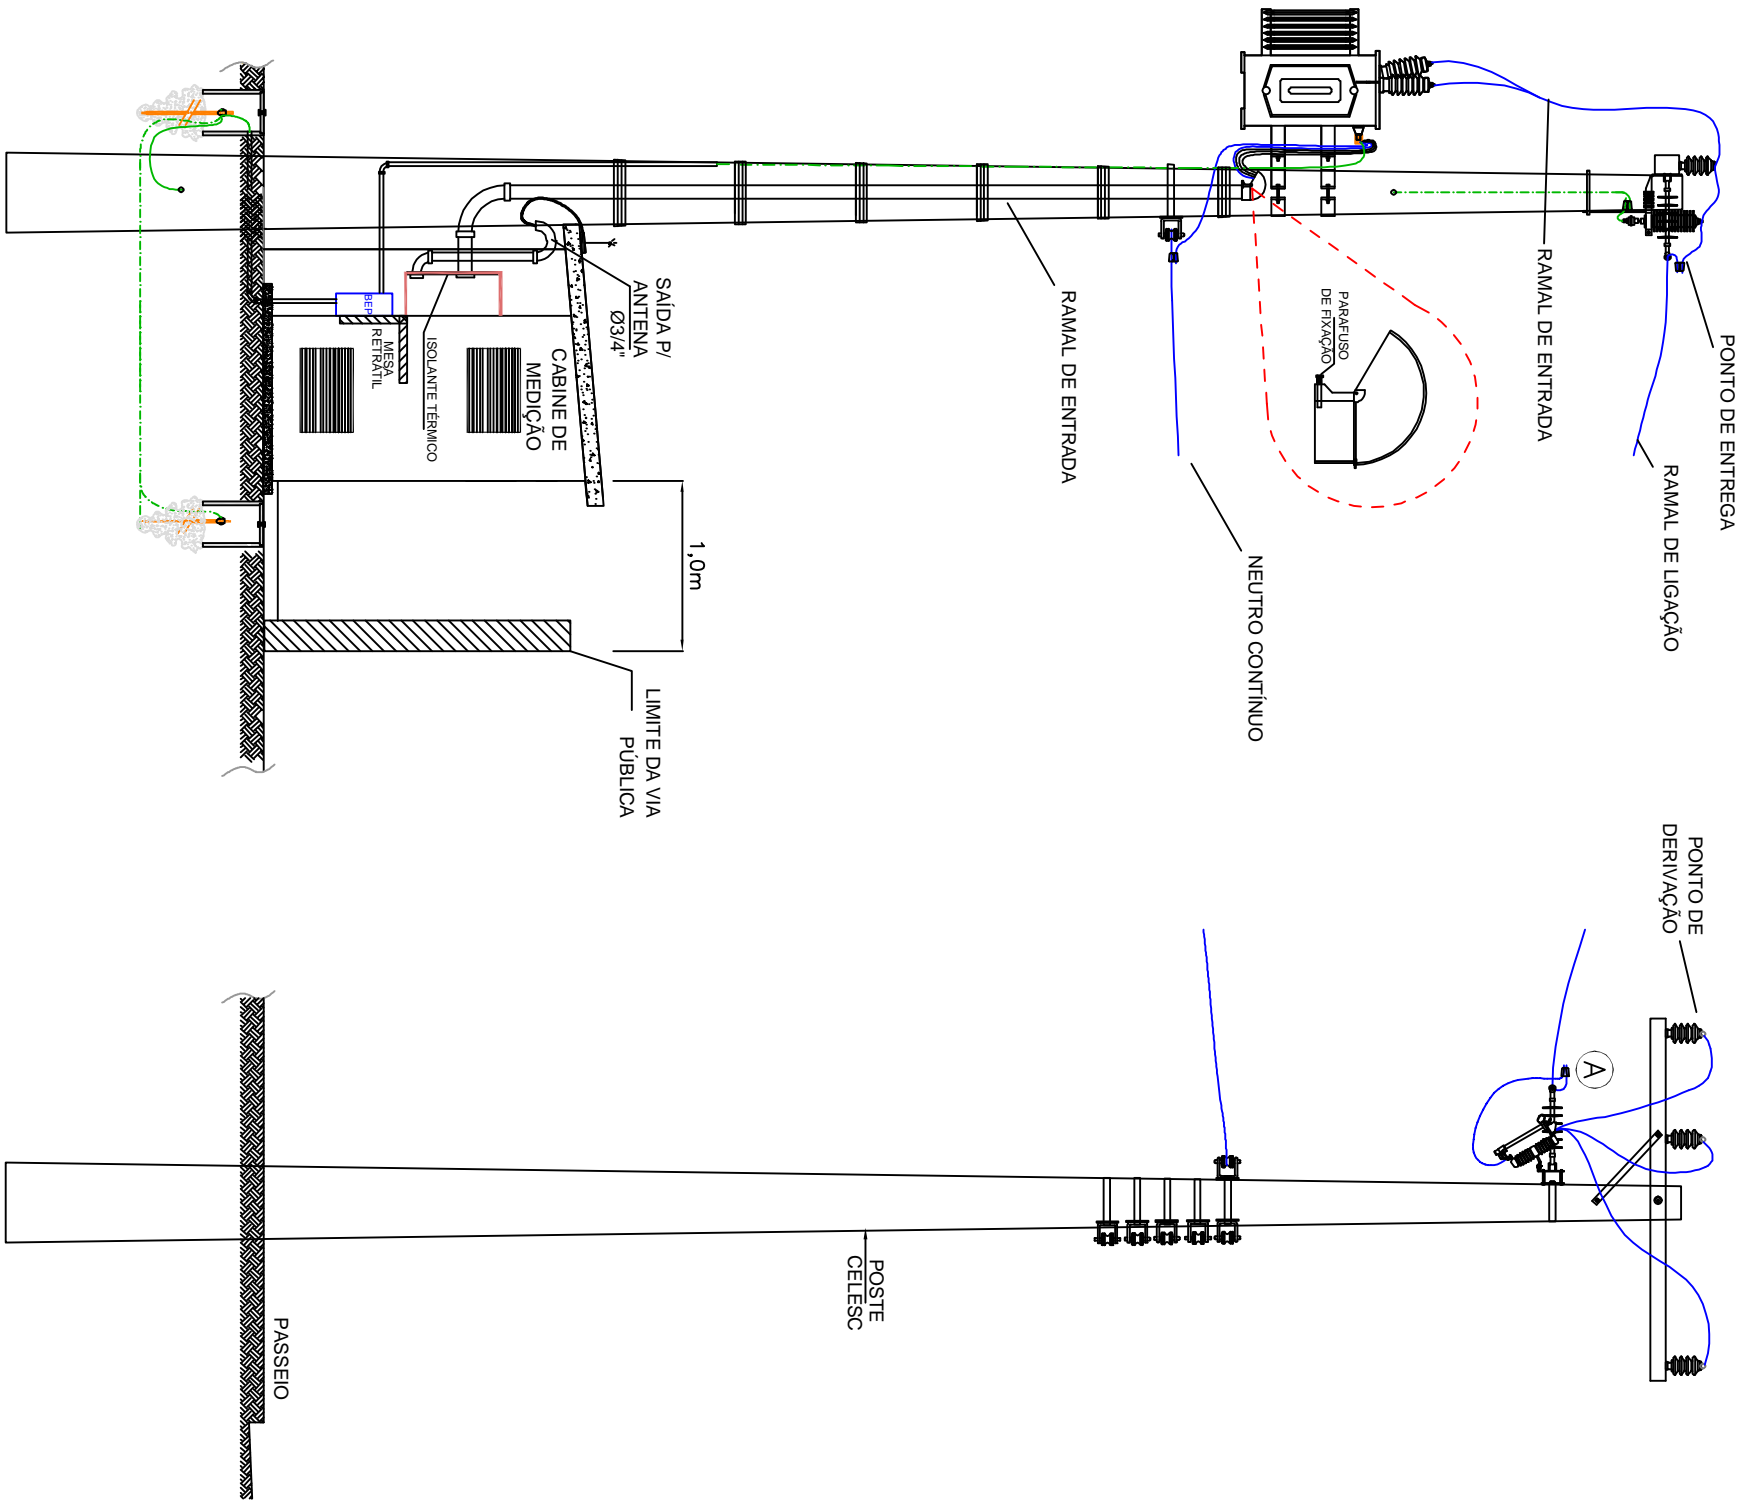 PONTO DE
DERIVAÇÃO
A
POSTE
CELESC
PASSEIO
PONTO DE ENTREGA
RAMAL DE LIGAÇÃO
RAMAL DE ENTRADA
PARAFUSO
DE FIXAÇÃO
NEUTRO CONTÍNUO
RAMAL DE ENTRADA
SAÍDA P/
ANTENA
Ø3/4"
CABINE DE
MEDIÇÃO
ISOLANTE TÉRMICO
MESA
RETRÁTIL
BEP
1,0m
LIMITE DA VIA
PÚBLICA